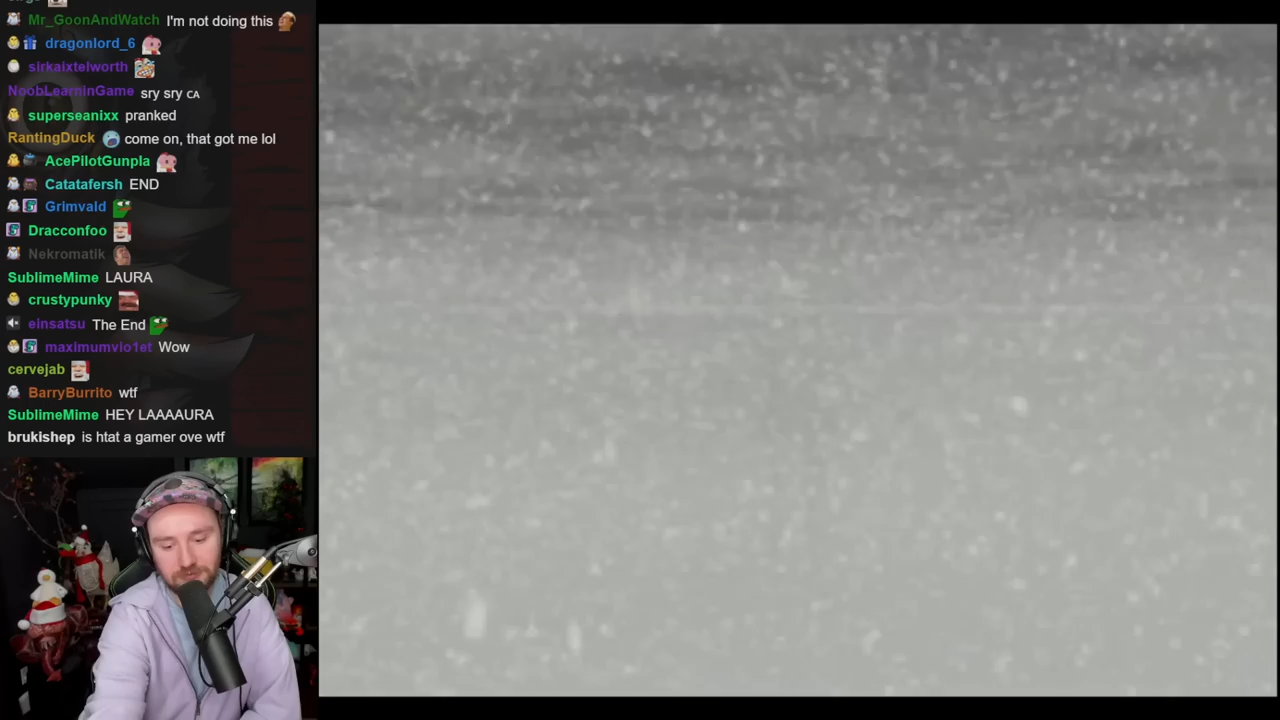 Mr_GoonAndWatch I'm not doing this
dragonlord_6
sirkaixtelworth
NoobLearninGame sry sry CA
superseanixx pranked
RantingDuck come on, that got me lol
AcePilotGunpla
Catatafersh END
Grimvald
Dracconfoo
Nekromatik
SublimeMime LAURA
crustypunky
einsatsu The End
max1mumvio1et Wow
cervejab
BarryBurrito wtf
SublimeMime HEY LAAAAURA
brukishep is htat a gamer ove wtf